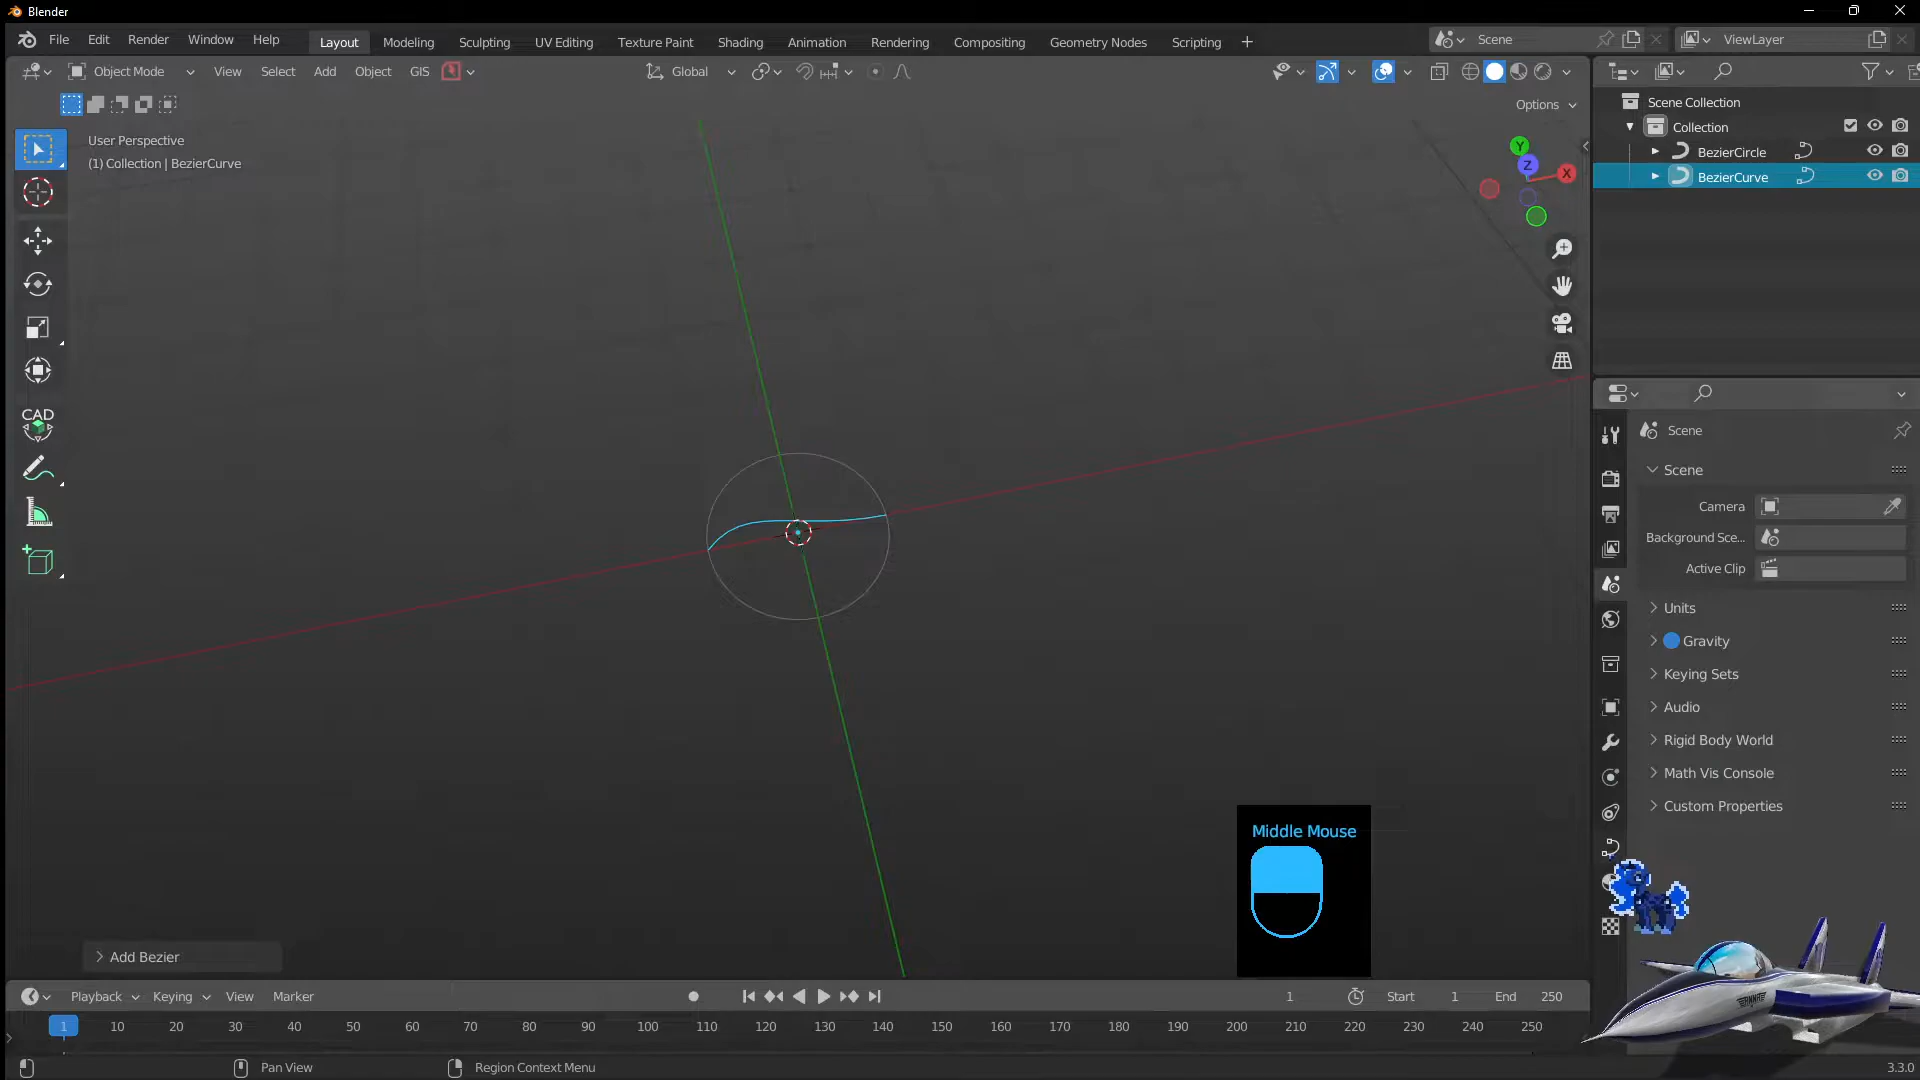 Blender
File Edit Render Window Help Layout Modeling Sculpting UV Editing Texture Paint Shading Animation Rendering Compositing Geometry Nodes Scripting + Scene ViewLayer
Object Mode View Select Add Object GIS Global
Options
User Perspective
(1) Collection | BezierCurve
Y
Z
X
CAD
Scene Collection
Collection
BezierCircle
BezierCurve
Scene
Scene
Camera
Background Sce...
Active Clip
Units
Gravity
Keying Sets
Audio
Rigid Body World
Math Vis Console
Custom Properties
Middle Mouse
Add Bezier
Playback Keying View Marker 1 Start 1 End 250
1 10 20 30 40 50 60 70 80 90 100 110 120 130 140 150 160 170 180 190 200 210 220 230 240 250
Pan View Region Context Menu 3.3.0